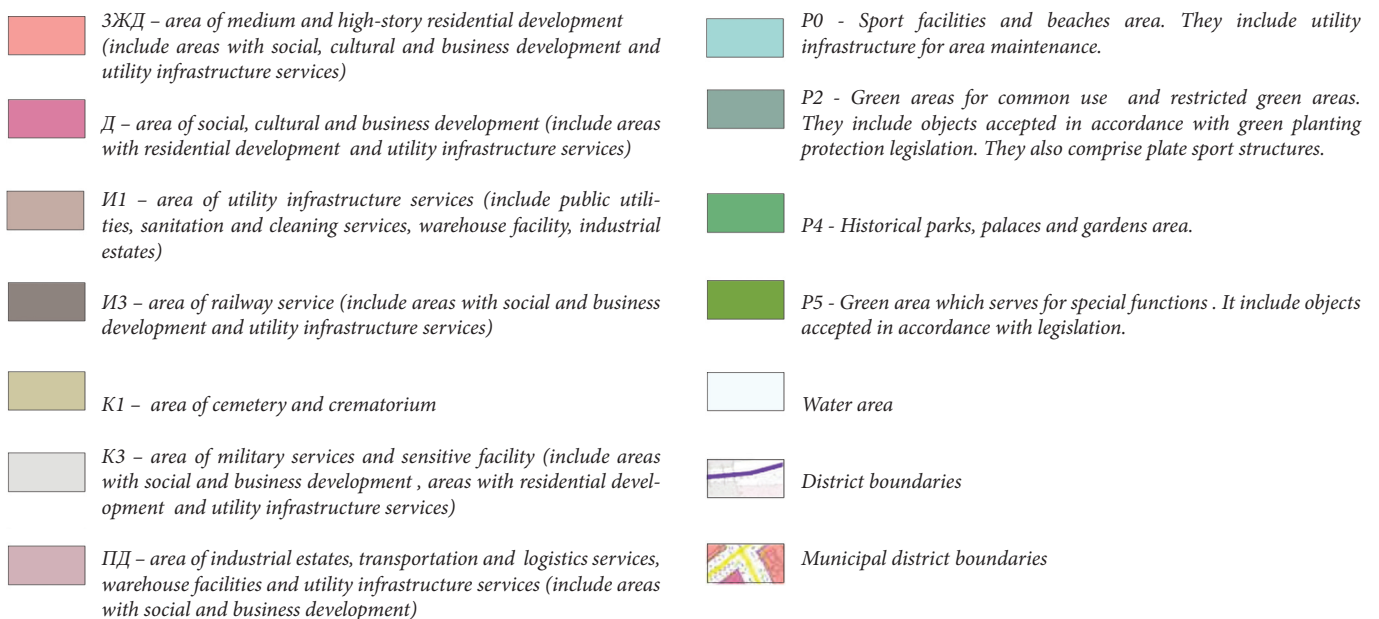 3ЖД – area of medium and high-story residential development
(include areas with social, cultural and business development and
utility infrastructure services)
Д – area of social, cultural and business development (include areas
with residential development and utility infrastructure services)
И1 – area of utility infrastructure services (include public utili-
ties, sanitation and cleaning services, warehouse facility, industrial
estates)
И3 – area of railway service (include areas with social and business
development and utility infrastructure services)
К1 – area of cemetery and crematorium
К3 – area of military services and sensitive facility (include areas
with social and business development , areas with residential devel-
opment and utility infrastructure services)
ПД – area of industrial estates, transportation and logistics services,
warehouse facilities and utility infrastructure services (include areas
with social and business development)
Р0 - Sport facilities and beaches area. They include utility
infrastructure for area maintenance.
Р2 - Green areas for common use and restricted green areas.
They include objects accepted in accordance with green planting
protection legislation. They also comprise plate sport structures.
Р4 - Historical parks, palaces and gardens area.
Р5 - Green area which serves for special functions . It include objects
accepted in accordance with legislation.
Water area
District boundaries
Municipal district boundaries